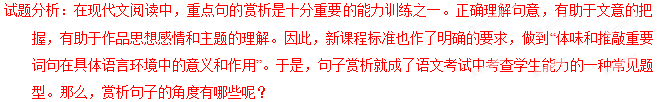 试题分析：在现代文阅读中，重点句的赏析是十分重要的能力训练之一。正确理解句意，有助于文意的把
握，有助于作品思想感情和主题的理解。因此，新课程标准也作了明确的要求，做到“体味和推敲重要
词句在具体语言环境中的意义和作用”。于是，句子赏析就成了语文考试中考查学生能力的一种常见题
型。那么，赏析句子的角度有哪些呢？